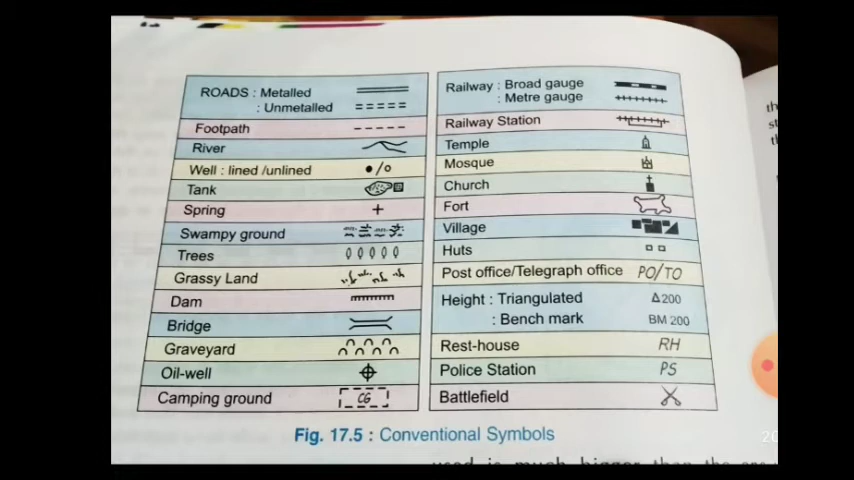 ROADS : Metalled
: Unmetalled
Footpath
River
Well : lined /unlined
Tank
Spring
Swampy ground
Trees
Grassy Land
Dam
Bridge
Graveyard
Oil-well
Camping ground CG
Railway : Broad gauge
: Metre gauge
Railway Station
Temple
Mosque
Church
Fort
Village
Huts
Post office/Telegraph office PO/TO
Height : Triangulated 200
: Bench mark BM 200
Rest-house RH
Police Station PS
Battlefield
Fig. 17.5 : Conventional Symbols